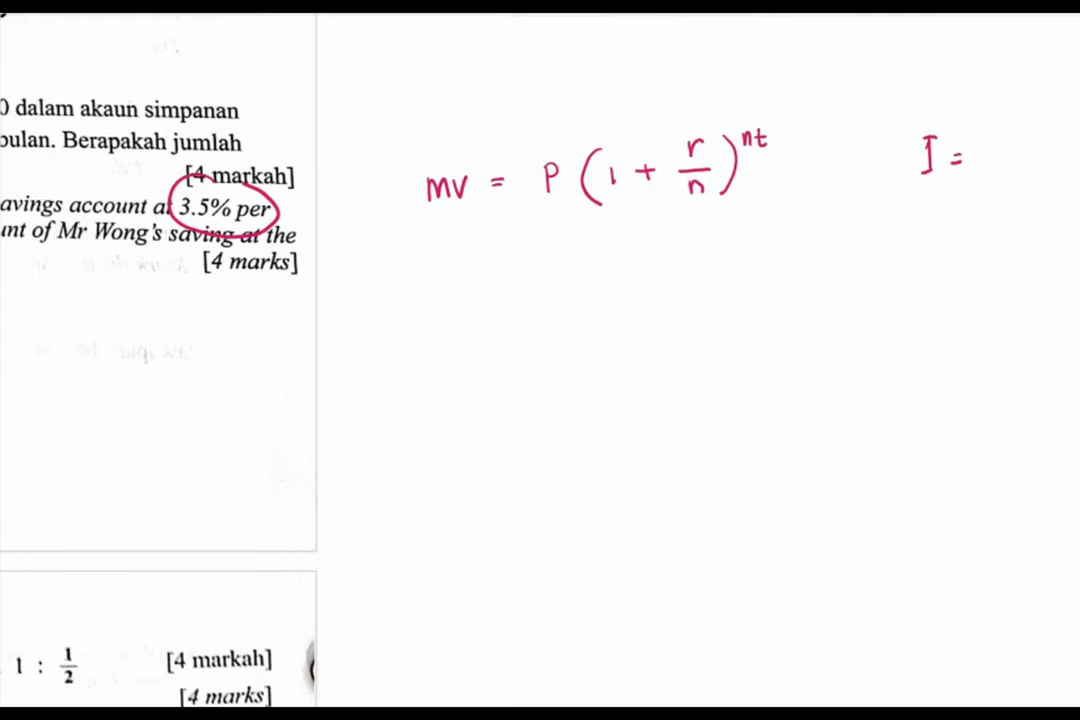 0 dalam akaun simpanan
bulan. Berapakah jumlah
[4 markah]
avings account at 3.5% per
unt of Mr Wong's saving at the
[4 marks]
mv = P (1 + r/n)^nt
I =
1 : 1/2 [4 markah]
[4 marks]